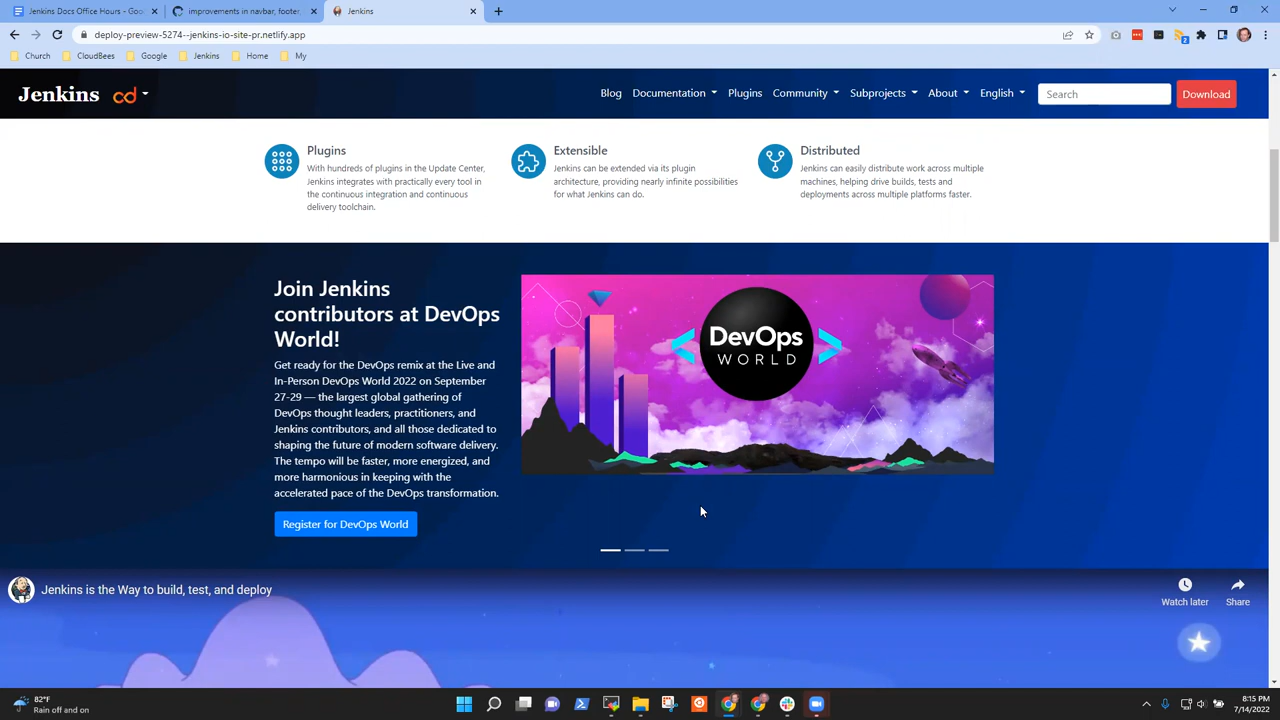 Jenkins Docs Office Hours - G
improvements in navbar, footer,
Jenkins
deploy-preview-5274--jenkins-io-site-pr.netlify.app
Church
CloudBees
Google
Jenkins
Home
My
Jenkins
cd
Blog
Documentation
Plugins
Community
Subprojects
About
English
Search
Download
Plugins
With hundreds of plugins in the Update Center,
Jenkins integrates with practically every tool in
the continuous integration and continuous
delivery toolchain.
Extensible
Jenkins can be extended via its plugin
architecture, providing nearly infinite possibilities
for what Jenkins can do.
Distributed
Jenkins can easily distribute work across multiple
machines, helping drive builds, tests and
deployments across multiple platforms faster.
Join Jenkins
contributors at DevOps
World!
Get ready for the DevOps remix at the Live and
In-Person DevOps World 2022 on September
27-29 — the largest global gathering of
DevOps thought leaders, practitioners, and
Jenkins contributors, and all those dedicated to
shaping the future of modern software delivery.
The tempo will be faster, more energized, and
more harmonious in keeping with the
accelerated pace of the DevOps transformation.
Register for DevOps World
DevOps
WORLD
Jenkins is the Way to build, test, and deploy
Watch later
Share
82°F
Rain off and on
8:15 PM
7/14/2022